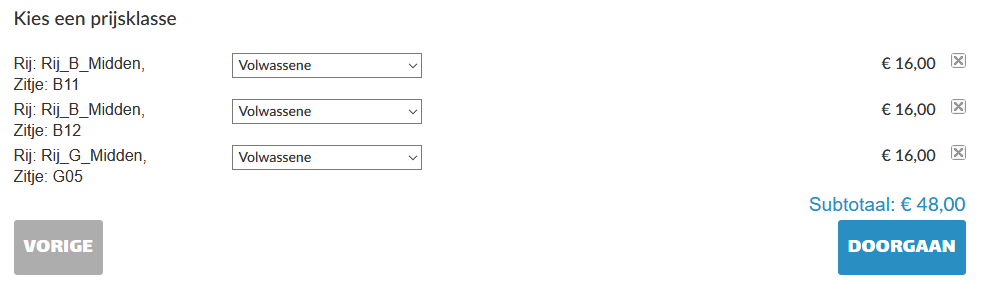 Kies een prijsklasse
Rij: Rij_B_Midden,
Zitje: B11
Volwassene
€ 16,00
Rij: Rij_B_Midden,
Zitje: B12
Volwassene
€ 16,00
Rij: Rij_G_Midden,
Zitje: G05
Volwassene
€ 16,00
Subtotaal: € 48,00
VORIGE
DOORGAAN